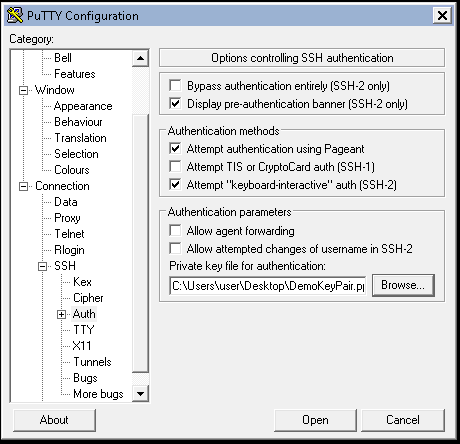 PuTTY Configuration
Category:
Bell
Features
Window
Appearance
Behaviour
Translation
Selection
Colours
Connection
Data
Proxy
Telnet
Rlogin
SSH
Kex
Cipher
Auth
TTY
X11
Tunnels
Bugs
More bugs
Options controlling SSH authentication
Bypass authentication entirely (SSH-2 only)
Display pre-authentication banner (SSH-2 only)
Authentication methods
Attempt authentication using Pageant
Attempt TIS or CryptoCard auth (SSH-1)
Attempt "keyboard-interactive" auth (SSH-2)
Authentication parameters
Allow agent forwarding
Allow attempted changes of username in SSH-2
Private key file for authentication:
C:\Users\user\Desktop\DemoKeyPair.pp
Browse...
About
Open
Cancel